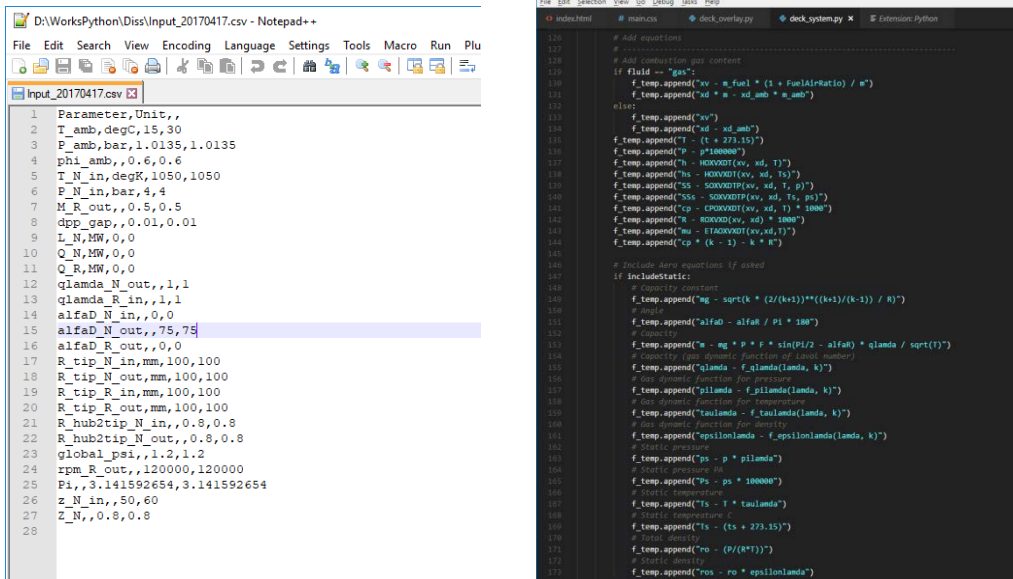 D:\WorksPython\Diss\Input_20170417.csv - Notepad++
File Edit Search View Encoding Language Settings Tools Macro Run Plu
Input_20170417.csv
1 Parameter,Unit,,
2 T_amb,degC,15,30
3 P_amb,bar,1.0135,1.0135
4 phi_amb,,0.6,0.6
5 T_N_in,degK,1050,1050
6 P_N_in,bar,4,4
7 M_R_out,,0.5,0.5
8 dpp_gap,,0.01,0.01
9 L_N,MW,0,0
10 Q_N,MW,0,0
11 Q_R,MW,0,0
12 qlamda_N_out,,1,1
13 qlamda_R_in,,1,1
14 alfaD_N_in,,0,0
15 alfaD_N_out,,75,75
16 alfaD_R_out,,0,0
17 R_tip_N_in,mm,100,100
18 R_tip_N_out,mm,100,100
19 R_tip_R_in,mm,100,100
20 R_tip_R_out,mm,100,100
21 R_hub2tip_N_in,,0.8,0.8
22 R_hub2tip_N_out,,0.8,0.8
23 global_psi,,1.2,1.2
24 rpm_R_out,,120000,120000
25 Pi,,3.141592654,3.141592654
26 z_N_in,,50,60
27 Z_N,,0.8,0.8
28
File Edit Selection View Go Debug Tasks Help
index.html # main.css deck_overlay.py deck_system.py Extension: Python
126 # Add equations
127 # ----------------------------------------------------------------------
128 # Add combustion gas content
129 if fluid == "gas":
130 f_temp.append("xv - m_fuel * (1 + FuelAirRatio) / m")
131 f_temp.append("xd * m - xd_amb * m_amb")
132 else:
133 f_temp.append("xv")
134 f_temp.append("xd - xd_amb")
135 f_temp.append("T - (t + 273.15)")
136 f_temp.append("P - p*100000")
137 f_temp.append("h - HOXVXDT(xv, xd, T)")
138 f_temp.append("hs - HOXVXDT(xv, xd, Ts)")
139 f_temp.append("SS - SOXVXDTP(xv, xd, T, p)")
140 f_temp.append("SSs - SOXVXDTP(xv, xd, Ts, ps)")
141 f_temp.append("cp - CPOXVXDT(xv, xd, T) * 1000")
142 f_temp.append("R - ROXVXD(xv, xd) * 1000")
143 f_temp.append("mu - ETAOXVXDT(xv,xd,T)")
144 f_temp.append("cp * (k - 1) - k * R")
145
146 # Include Aero equations if asked
147 if includeStatic:
148 # Capacity constant
149 f_temp.append("mg - sqrt(k * (2/(k+1))**((k+1)/(k-1)) / R)")
150 # Angle
151 f_temp.append("alfaD - alfaR / Pi * 180")
152 # Capacity
153 f_temp.append("m - mg * P * F * sin(Pi/2 - alfaR) * qlamda / sqrt(T)")
154 # Capacity (gas dynamic function of Laval number)
155 f_temp.append("qlamda - f_qlamda(lamda, k)")
156 # Gas dynamic function for pressure
157 f_temp.append("pilamda - f_pilamda(lamda, k)")
158 # Gas dynamic function for temperature
159 f_temp.append("taulamda - f_taulamda(lamda, k)")
160 # Gas dynamic function for density
161 f_temp.append("epsilonlamda - f_epsilonlamda(lamda, k)")
162 # Static pressure
163 f_temp.append("ps - p * pilamda")
164 # Static pressure PA
165 f_temp.append("Ps - ps * 100000")
166 # Static temperature
167 f_temp.append("Ts - T * taulamda")
168 # Static tempreature C
169 f_temp.append("Ts - (ts + 273.15)")
170 # Total density
171 f_temp.append("ro - (P/(R*T))")
172 # Static density
173 f_temp.append("ros - ro * epsilonlamda")